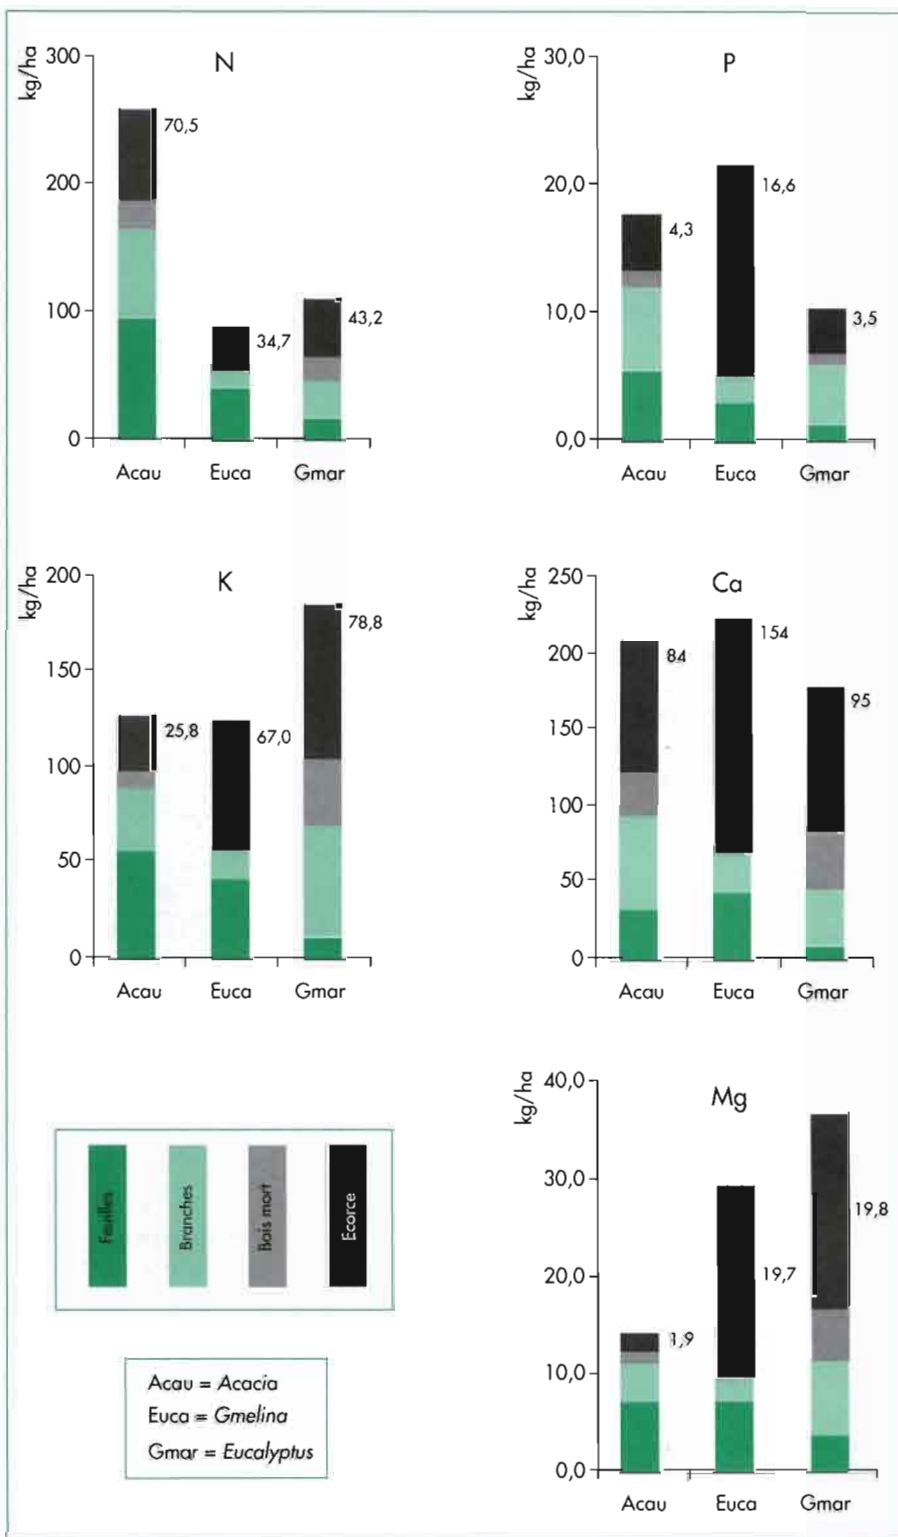 N
kg/ha
300
200
100
0
70,5
34,7
43,2
Acau Euca Gmar
P
kg/ha
30,0
20,0
10,0
0,0
4,3
16,6
3,5
Acau Euca Gmar
K
kg/ha
200
150
100
50
0
25,8
67,0
78,8
Acau Euca Gmar
Ca
kg/ha
250
200
150
100
50
0
84
154
95
Acau Euca Gmar
Mg
kg/ha
40,0
30,0
20,0
10,0
0,0
1,9
19,7
19,8
Acau Euca Gmar
Feuilles
Branches
Bois mort
Ecorce
Acau = Acacia
Euca = Gmelina
Gmar = Eucalyptus